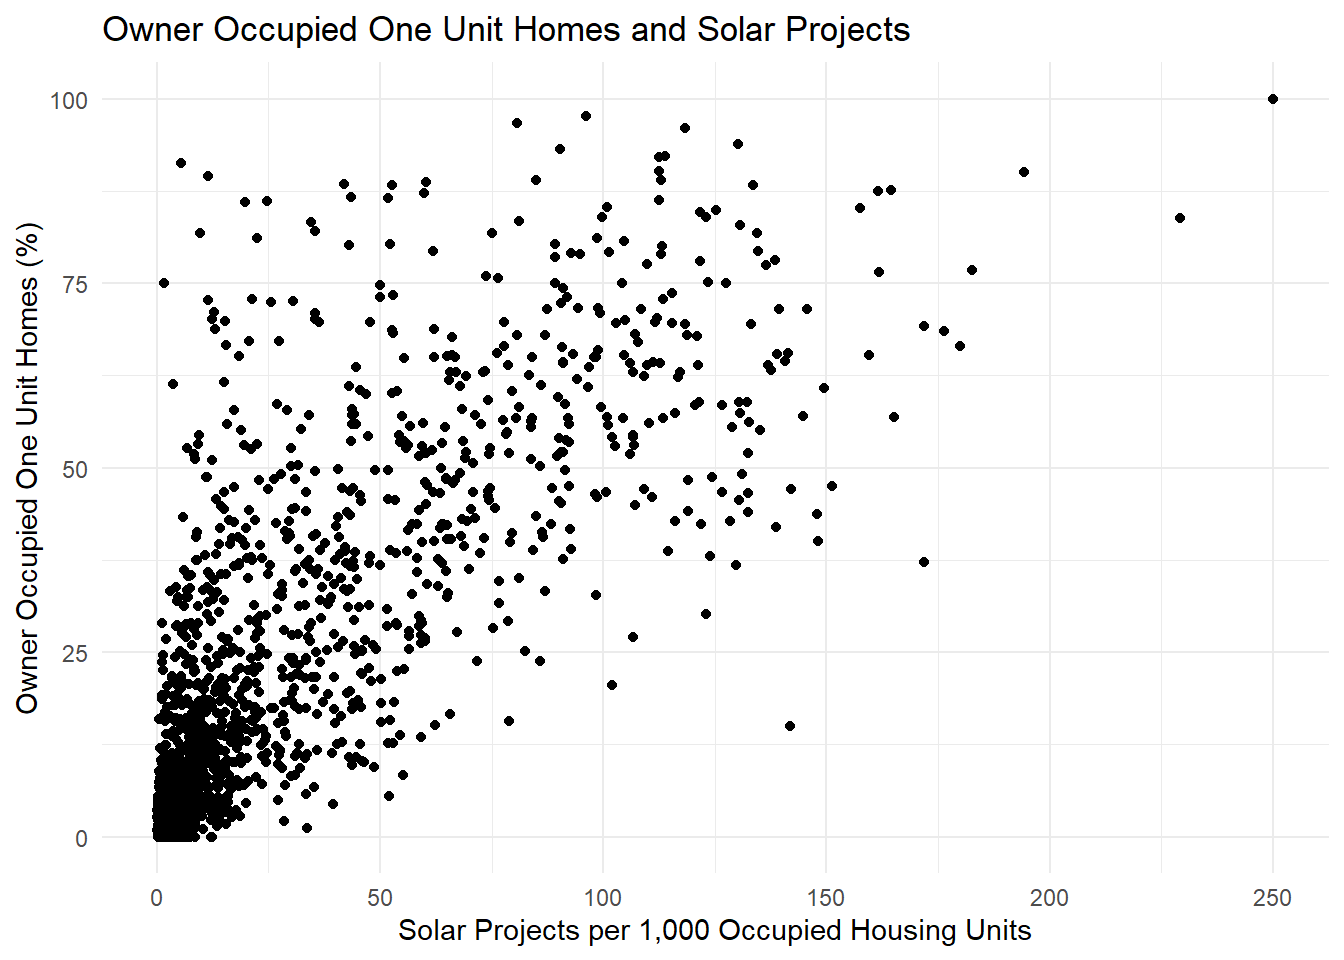 Owner Occupied One Unit Homes and Solar Projects
Owner Occupied One Unit Homes (%)
100
75
50
25
0
0 50 100 150 200 250
Solar Projects per 1,000 Occupied Housing Units